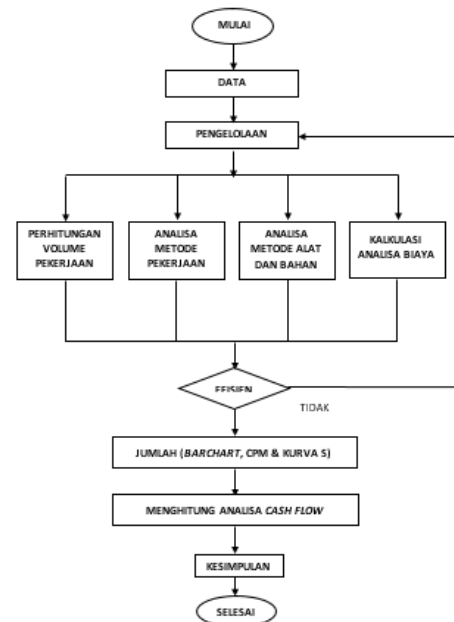 MULAI
DATA
PENGELOLAAN
PERHITUNGAN
VOLUME
PEKERJAAN
ANALISA
METODE
PEKERJAAN
ANALISA
METODE ALAT
DAN BAHAN
KALKULASI
ANALISA BIAYA
EFISIEN
TIDAK
JUMLAH (BARCHART, CPM & KURVA S)
MENGHITUNG ANALISA CASH FLOW
KESIMPULAN
SELESAI